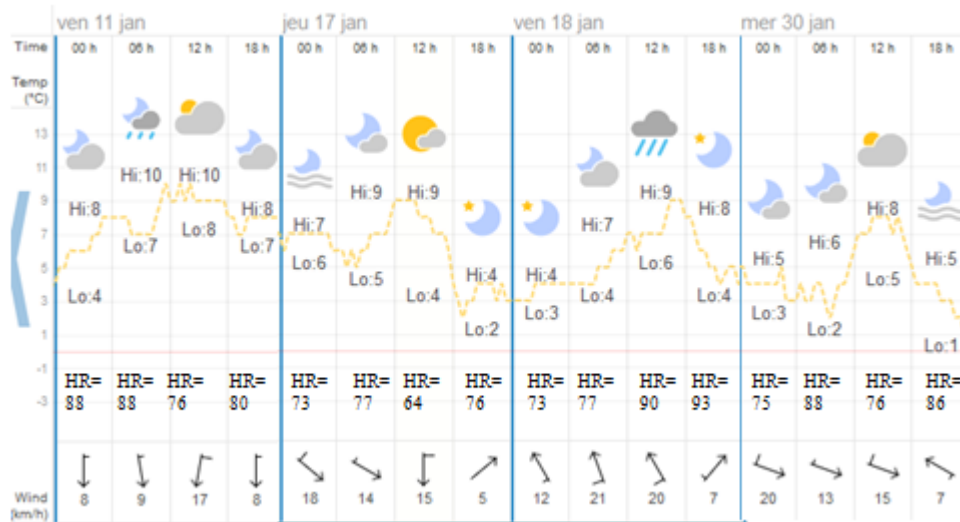 ven 11 jan jeu 17 jan ven 18 jan mer 30 jan
Time 00 h 06 h 12 h 18 h 00 h 06 h 12 h 18 h 00 h 06 h 12 h 18 h 00 h 06 h 12 h 18 h
Temp
(°C)
13
11
Hi:10 Hi:10
9 Hi:9 Hi:9 Hi:9
Hi:8 Hi:8 Hi:7 Hi:7 Hi:8 Hi:8
7 Lo:7 Lo:8 Lo:7 Lo:6 Lo:6 Hi:6
5 Lo:5 Hi:4 Hi:4 Hi:5 Lo:5 Hi:5
Lo:4 Lo:4 Lo:4 Lo:4
3 Lo:3 Lo:3
Lo:2 Lo:2
1 Lo:1
-1
HR= HR= HR= HR= HR= HR= HR= HR= HR= HR= HR= HR= HR= HR= HR= HR=
-3 88 88 76 80 73 77 64 76 73 77 90 93 75 88 76 86
Wind 8 9 17 8 18 14 15 5 12 21 20 7 20 13 15 7
(km/h)